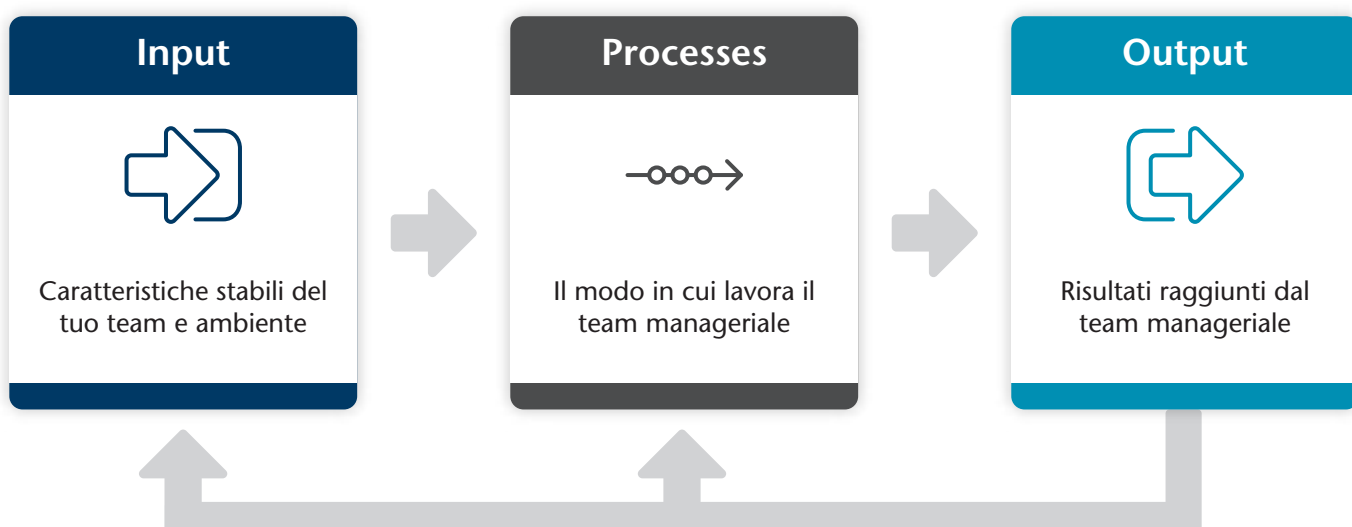 Input
Caratteristiche stabili del
tuo team e ambiente
Processes
Il modo in cui lavora il
team manageriale
Output
Risultati raggiunti dal
team manageriale